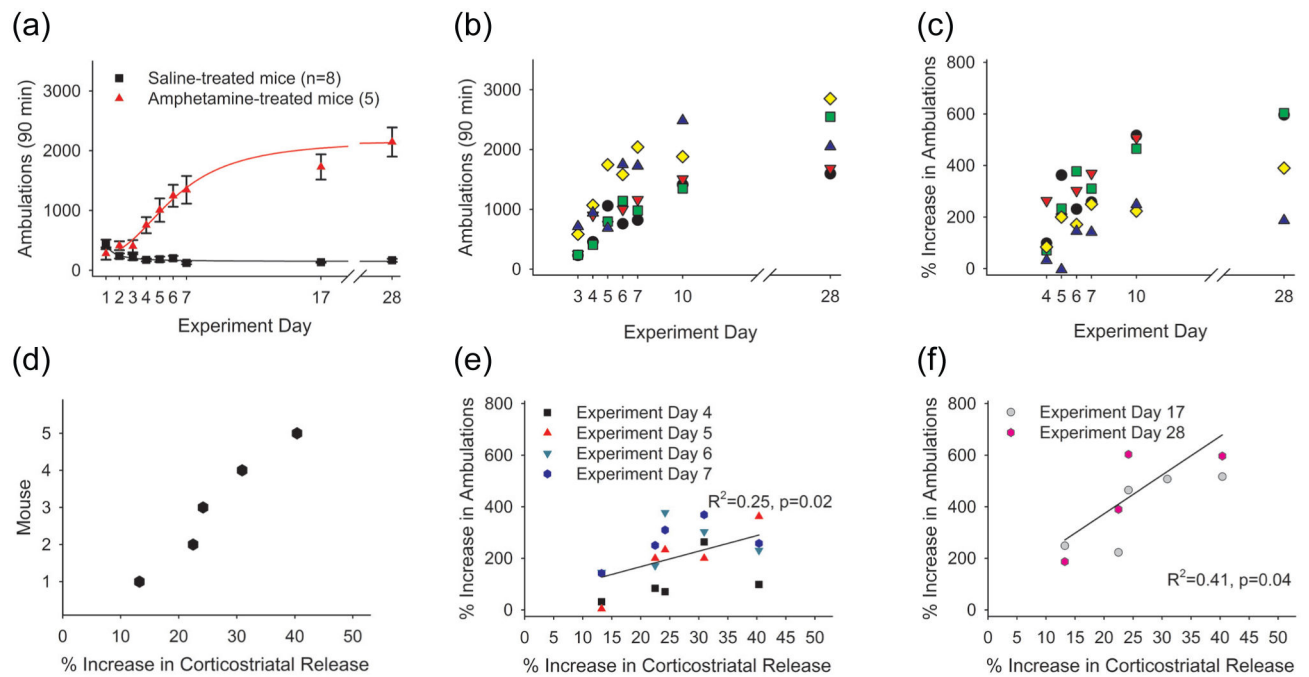 (a)
Saline-treated mice (n=8)
Amphetamine-treated mice (5)
Ambulations (90 min)
3000
2000
1000
0
1 2 3 4 5 6 7 17 28
Experiment Day
(b)
Ambulations (90 min)
3000
2000
1000
0
3 4 5 6 7 10 28
Experiment Day
(c)
% Increase in Ambulations
800
600
400
200
0
4 5 6 7 10 28
Experiment Day
(d)
Mouse
5
4
3
2
1
0 10 20 30 40 50
% Increase in Corticostriatal Release
(e)
% Increase in Ambulations
800
600
400
200
0
Experiment Day 4
Experiment Day 5
Experiment Day 6
Experiment Day 7
R²=0.25, p=0.02
0 5 10 15 20 25 30 35 40 45 50
% Increase in Corticostriatal Release
(f)
% Increase in Ambulations
800
600
400
200
0
Experiment Day 17
Experiment Day 28
R²=0.41, p=0.04
0 5 10 15 20 25 30 35 40 45 50
% Increase in Corticostriatal Release